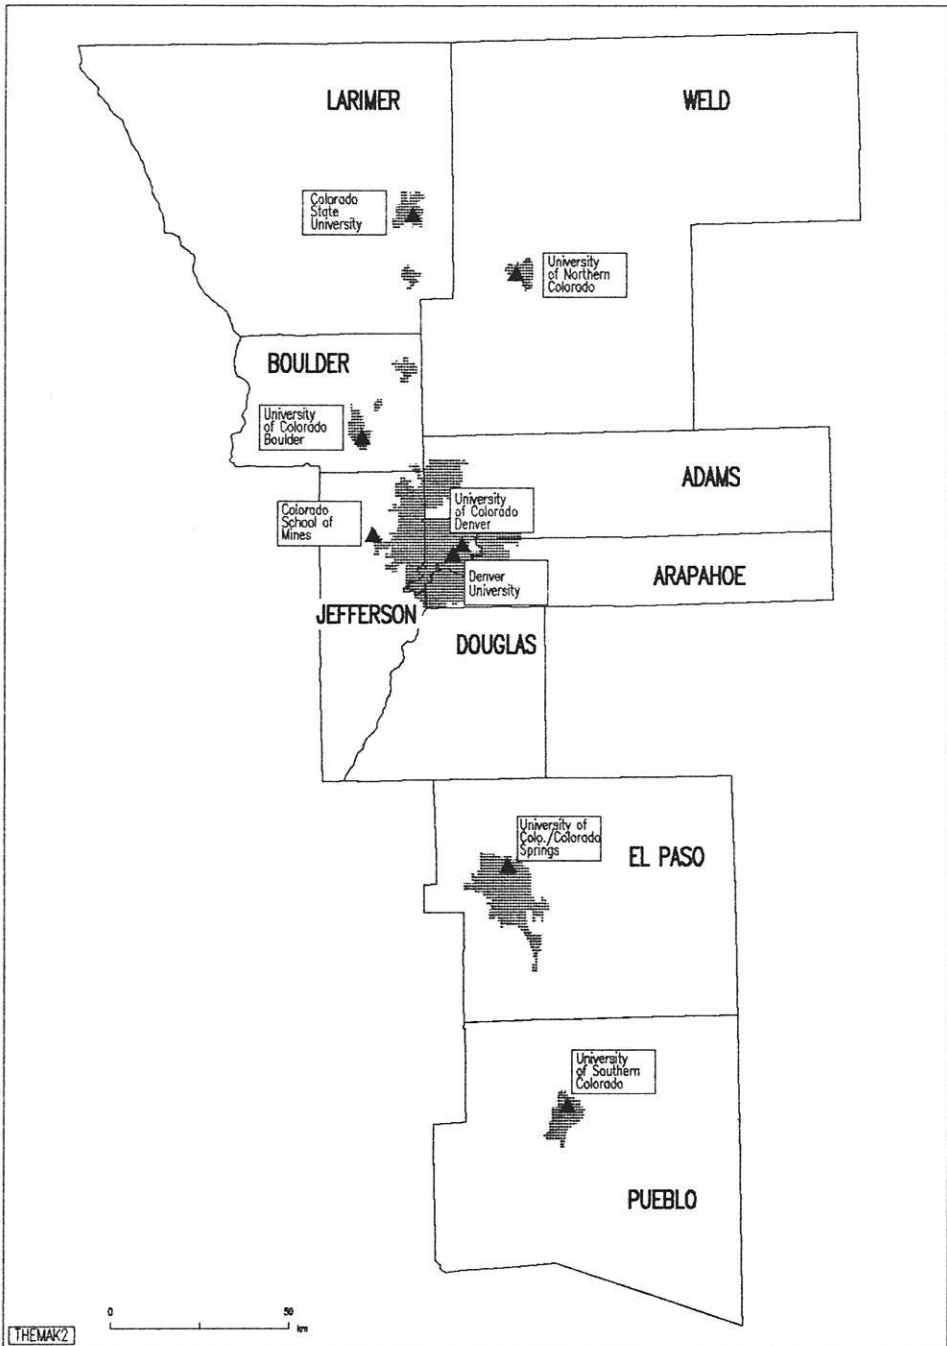 LARIMER
WELD
Colorado
State
University
University
of Northern
Colorado
BOULDER
University
of Colorado
Boulder
ADAMS
University
of Colorado
Denver
Colorado
School of
Mines
Denver
University
ARAPAHOE
JEFFERSON
DOUGLAS
University of
Colo./Colorado
Springs
EL PASO
University
of Southern
Colorado
PUEBLO
0
50
km
THEMAK2